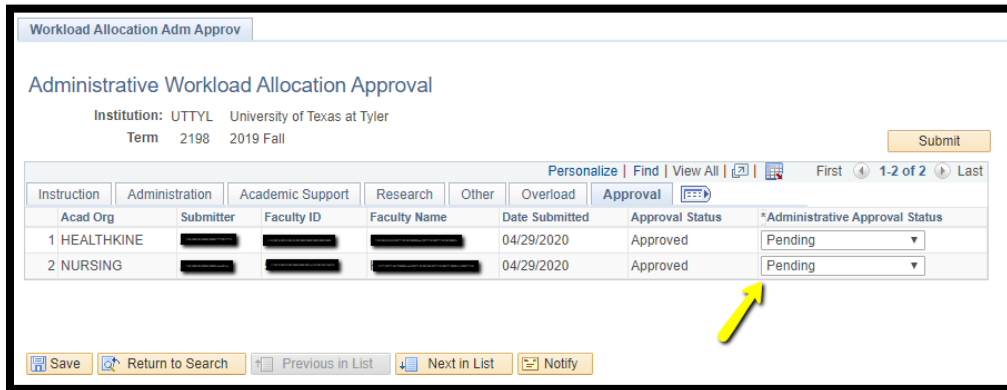 Workload Allocation Adm Approv
Administrative Workload Allocation Approval
Institution: UTTYL University of Texas at Tyler
Term 2198 2019 Fall
Submit
Personalize | Find | View All | First 1-2 of 2 Last
Instruction Administration Academic Support Research Other Overload Approval
Acad Org Submitter Faculty ID Faculty Name Date Submitted Approval Status *Administrative Approval Status
1 HEALTHKINE 04/29/2020 Approved Pending
2 NURSING 04/29/2020 Approved Pending
Save Return to Search Previous in List Next in List Notify